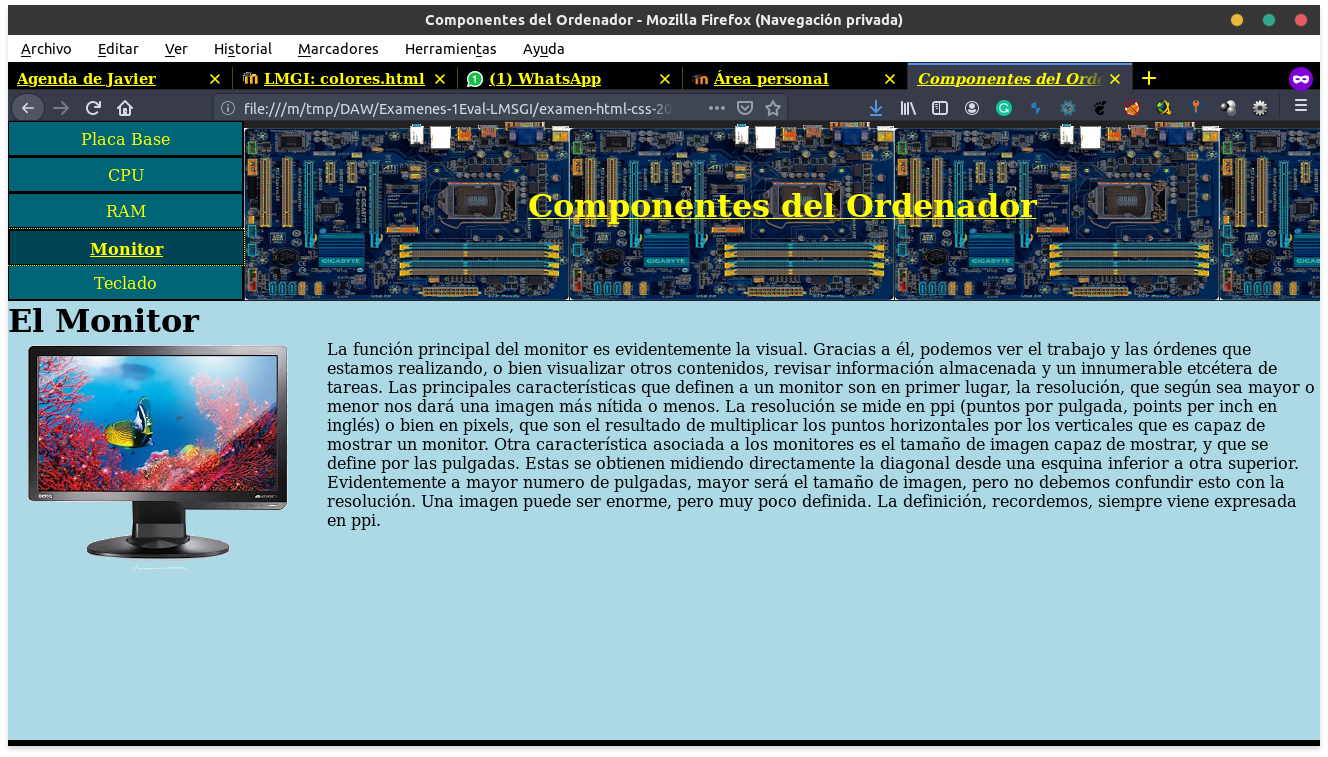 Componentes del Ordenador - Mozilla Firefox (Navegación privada)
Archivo Editar Ver Historial Marcadores Herramientas Ayuda
Agenda de Javier
LMGI: colores.html
(1) WhatsApp
Área personal
Componentes del Orde
file:///m/tmp/DAW/Examenes-1Eval-LMSGI/examen-html-css-20
Placa Base
CPU
RAM
Monitor
Teclado
Componentes del Ordenador
GIGABYTE
GIGABYTE
GIGABYTE
El Monitor
BenQ
La función principal del monitor es evidentemente la visual. Gracias a él, podemos ver el trabajo y las órdenes que
estamos realizando, o bien visualizar otros contenidos, revisar información almacenada y un innumerable etcétera de
tareas. Las principales características que definen a un monitor son en primer lugar, la resolución, que según sea mayor o
menor nos dará una imagen más nítida o menos. La resolución se mide en ppi (puntos por pulgada, points per inch en
inglés) o bien en pixels, que son el resultado de multiplicar los puntos horizontales por los verticales que es capaz de
mostrar un monitor. Otra característica asociada a los monitores es el tamaño de imagen capaz de mostrar, y que se
define por las pulgadas. Estas se obtienen midiendo directamente la diagonal desde una esquina inferior a otra superior.
Evidentemente a mayor numero de pulgadas, mayor será el tamaño de imagen, pero no debemos confundir esto con la
resolución. Una imagen puede ser enorme, pero muy poco definida. La definición, recordemos, siempre viene expresada
en ppi.